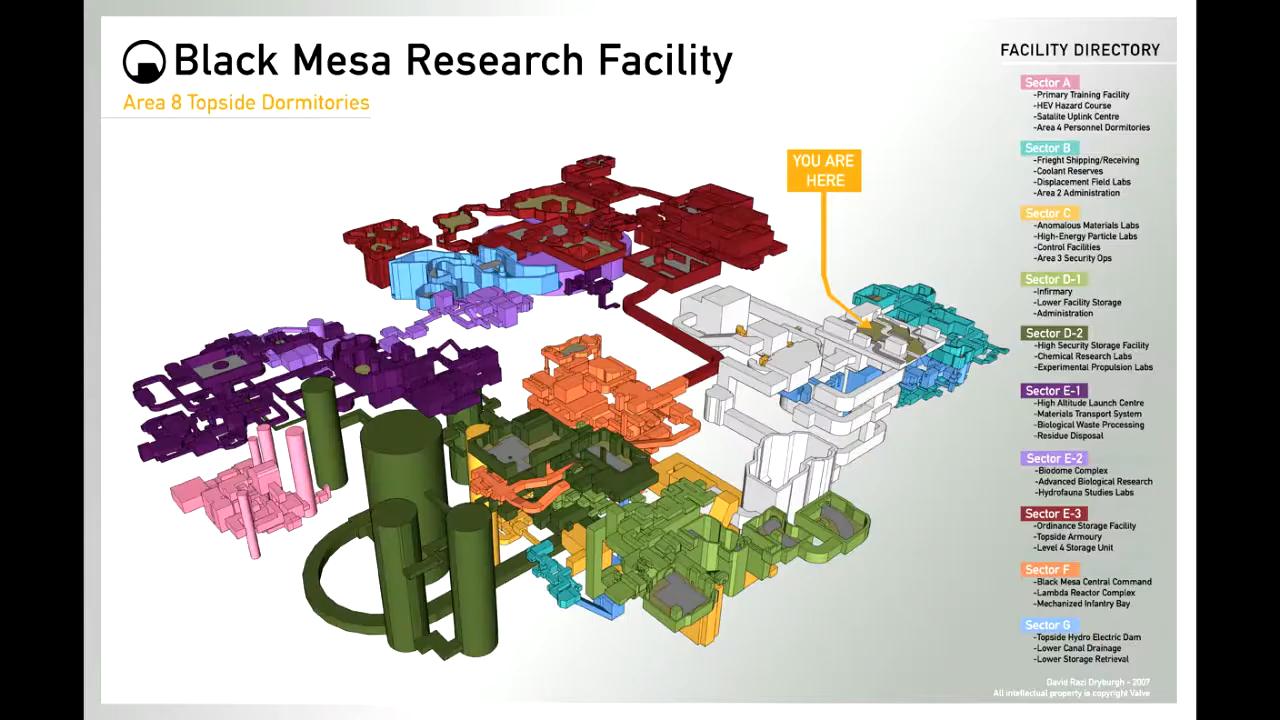 Black Mesa Research Facility
Area 8 Topside Dormitories
YOU ARE
HERE
FACILITY DIRECTORY
Sector A
-Primary Training Facility
-HEV Hazard Course
-Satalite Uplink Centre
-Area 4 Personnel Dormitories
Sector B
-Frieght Shipping/Receiving
-Coolant Reserves
-Displacement Field Labs
-Area 2 Administration
Sector C
-Anomalous Materials Labs
-High-Energy Particle Labs
-Control Facilities
-Area 3 Security Ops
Sector D-1
-Infirmary
-Lower Facility Storage
-Administration
Sector D-2
-High Security Storage Facility
-Chemical Research Labs
-Experimental Propulsion Labs
Sector E-1
-High Altitude Launch Centre
-Materials Transport System
-Biological Waste Processing
-Residue Disposal
Sector E-2
-Biodome Complex
-Advanced Biological Research
-Hydrofauna Studies Labs
Sector E-3
-Ordinance Storage Facility
-Topside Armoury
-Level 4 Storage Unit
Sector F
-Black Mesa Central Command
-Lambda Reactor Complex
-Mechanized Infantry Bay
Sector G
-Topside Hydro Electric Dam
-Lower Canal Drainage
-Lower Storage Retrieval
David Razi Dryburgh - 2007
All intellectual property is copyright Valve